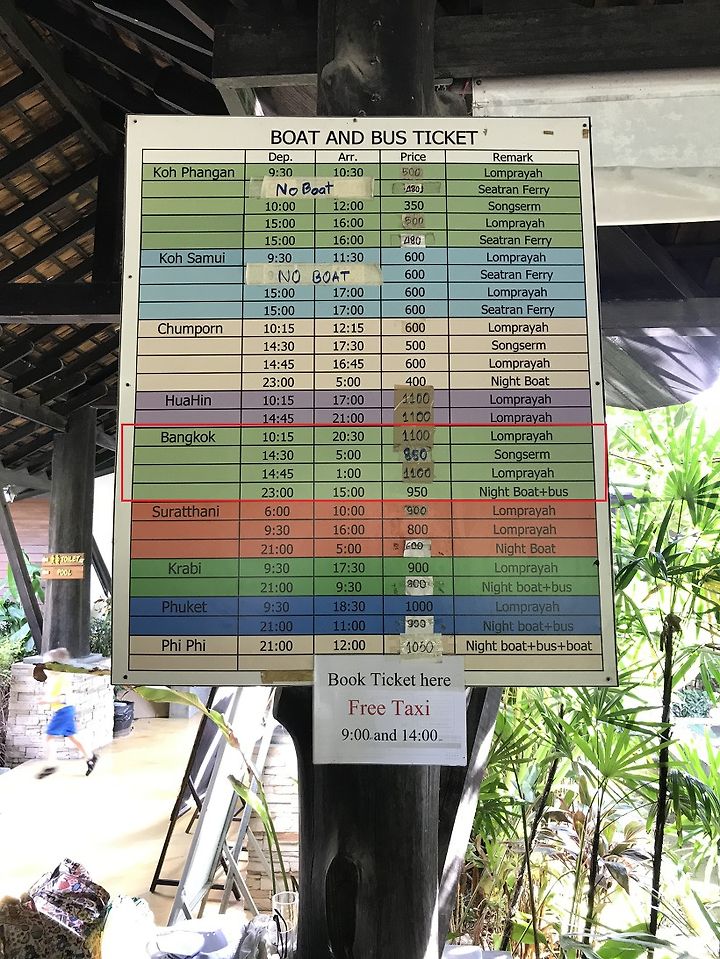 BOAT AND BUS TICKET
Dep. Arr. Price Remark
Koh Phangan 9:30 10:30 500 Lomprayah
No Boat 480 Seatran Ferry
10:00 12:00 350 Songserm
15:00 16:00 500 Lomprayah
15:00 16:00 480 Seatran Ferry
Koh Samui 9:30 11:30 600 Lomprayah
NO BOAT 600 Seatran Ferry
15:00 17:00 600 Lomprayah
15:00 17:00 600 Seatran Ferry
Chumporn 10:15 12:15 600 Lomprayah
14:30 17:30 500 Songserm
14:45 16:45 600 Lomprayah
23:00 5:00 400 Night Boat
HuaHin 10:15 17:00 1100 Lomprayah
14:45 21:00 1100 Lomprayah
Bangkok 10:15 20:30 1100 Lomprayah
14:30 5:00 850 Songserm
14:45 1:00 1100 Lomprayah
23:00 15:00 950 Night Boat+bus
Suratthani 6:00 10:00 900 Lomprayah
9:30 16:00 800 Lomprayah
21:00 5:00 600 Night Boat
Krabi 9:30 17:30 900 Lomprayah
21:00 9:30 Night boat+bus
Phuket 9:30 18:30 1000 Lomprayah
21:00 11:00 900 Night boat+bus
Phi Phi 21:00 12:00 1050 Night boat+bus+boat
Book Ticket here
Free Taxi
9:00 and 14:00
TOILET
POOL